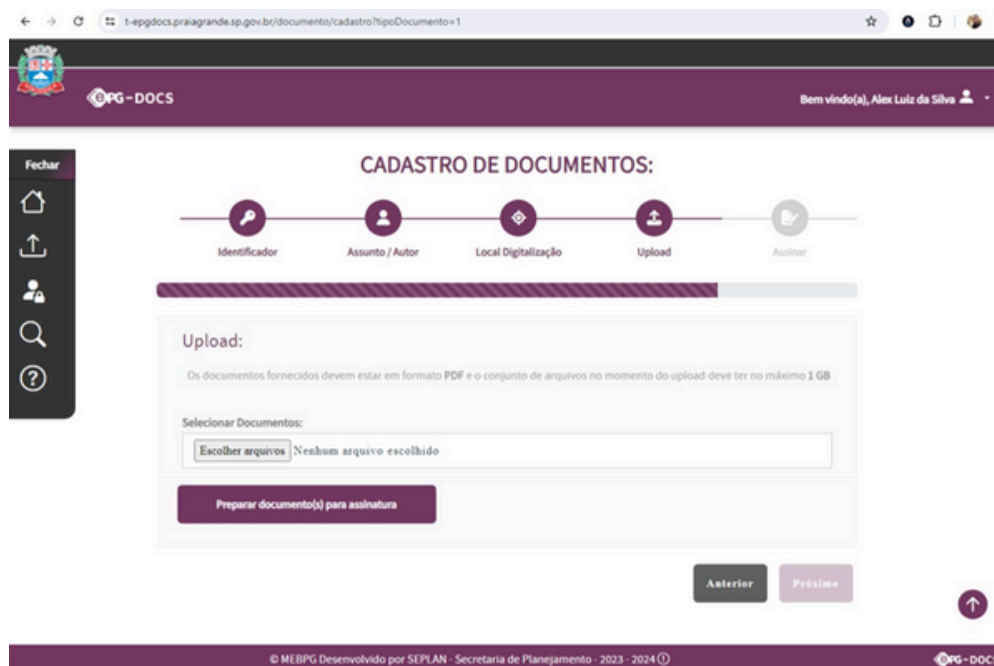 t-epgdocs.praiagrande.sp.gov.br/documento/cadastro?tipoDocumento=1
ePG-DOCS
Bem vindo(a), Alex Luiz da Silva
Fechar
CADASTRO DE DOCUMENTOS:
Identificador
Assunto / Autor
Local Digitalização
Upload
Assinar
Upload:
Os documentos fornecidos devem estar em formato PDF e o conjunto de arquivos no momento do upload deve ter no máximo 1 GB
Selecionar Documentos:
Escolher arquivos Nenhum arquivo escolhido
Preparar documento(s) para assinatura
Anterior
Próximo
© MEBPG Desenvolvido por SEPLAN - Secretaria de Planejamento - 2023 - 2024
ePG-DOC